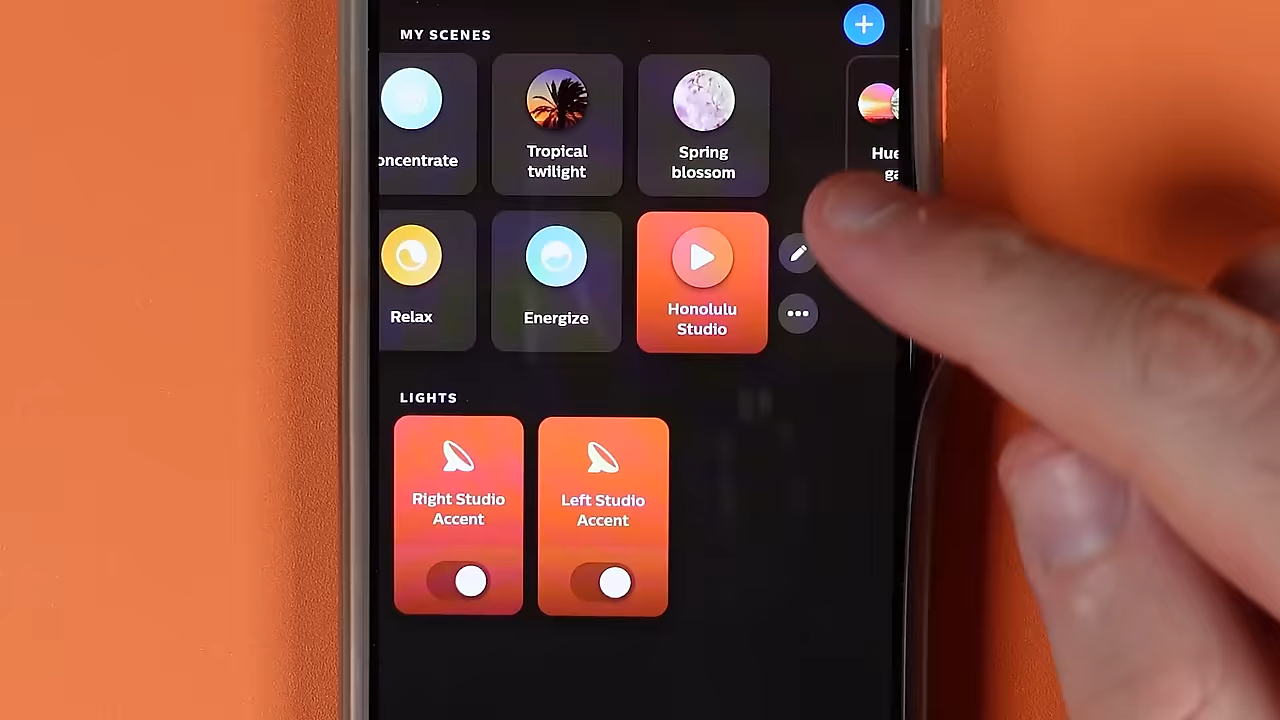 MY SCENES
oncentrate
Tropical
twilight
Spring
blossom
Hue
ga
Relax
Energize
Honolulu
Studio
LIGHTS
Right Studio
Accent
Left Studio
Accent